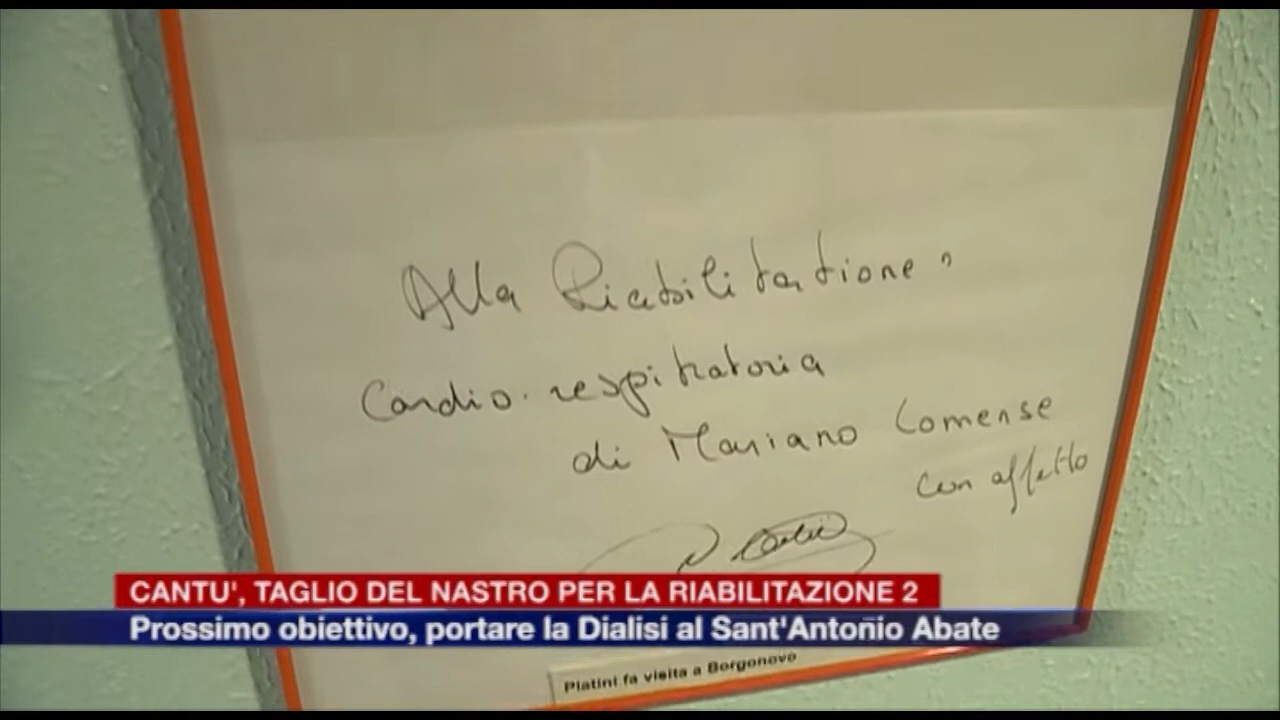 Alla Riabilitazione
Cardio-respiratoria
di Mariano Comense
con affetto
CANTU', TAGLIO DEL NASTRO PER LA RIABILITAZIONE 2
Prossimo obiettivo, portare la Dialisi al Sant'Antonio Abate
Platini fa visita a Borgonovo